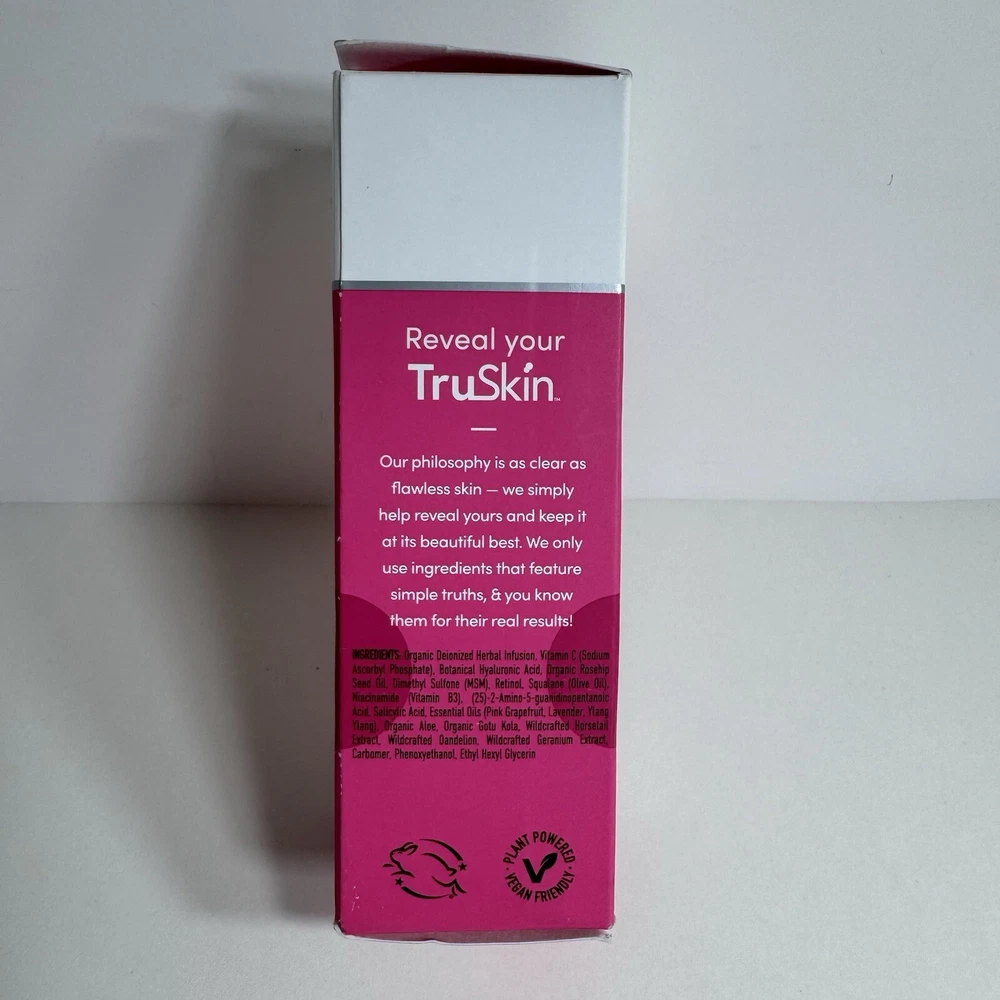 Reveal your
TruSkin™
Our philosophy is as clear as
flawless skin — we simply
help reveal yours and keep it
at its beautiful best. We only
use ingredients that feature
simple truths, & you know
them for their real results!
INGREDIENTS: Organic Deionized Herbal Infusion, Vitamin C (Sodium
Ascorbyl Phosphate), Botanical Hyaluronic Acid, Organic Rosehip
Seed Oil, Dimethyl Sulfone (MSM), Retinol, Squalane (Olive Oil),
Niacinamide (Vitamin B3), (2S)-2-Amino-5-guanidinopentanoic
Acid, Salicylic Acid, Essential Oils (Pink Grapefruit, Lavender, Ylang
Ylang), Organic Aloe, Organic Gotu Kola, Wildcrafted Horsetail
Extract, Wildcrafted Dandelion, Wildcrafted Geranium Extract,
Carbomer, Phenoxyethanol, Ethyl Hexyl Glycerin
PLANT POWERED
VEGAN FRIENDLY